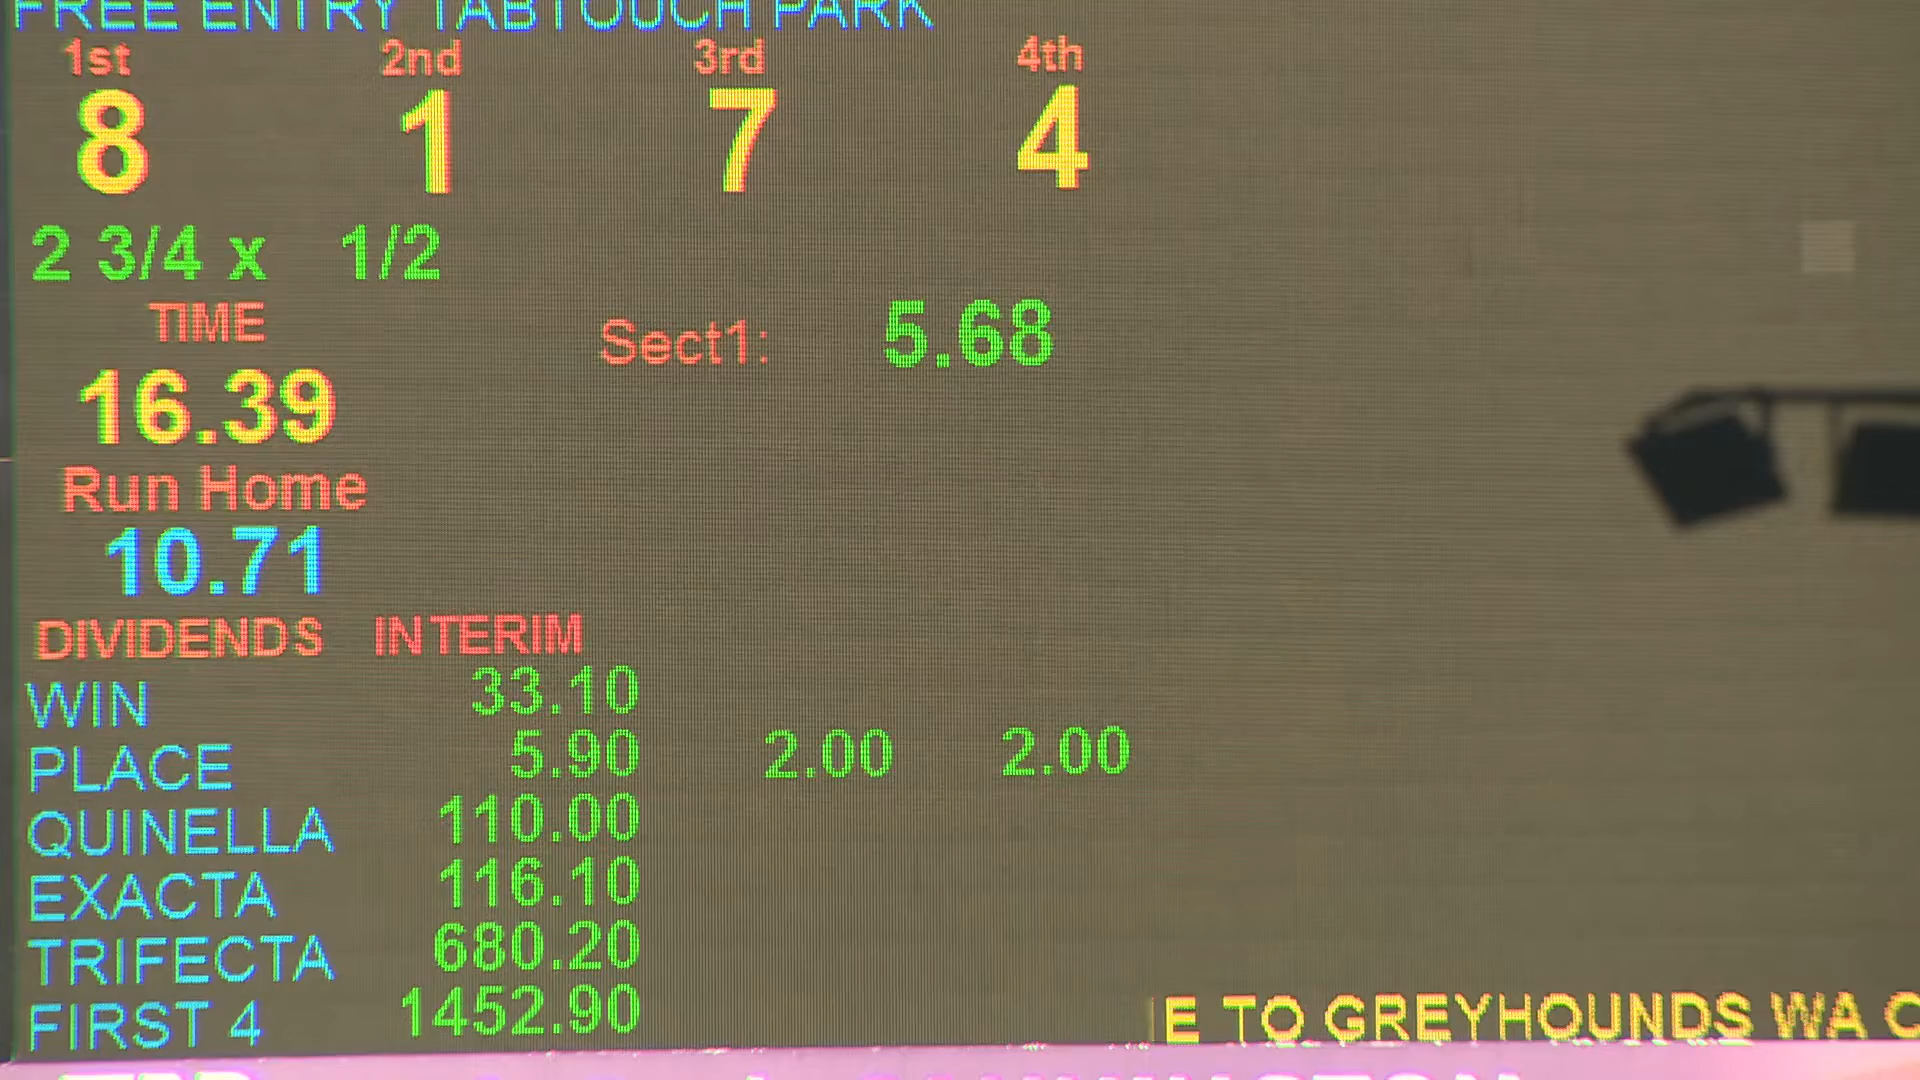 FREE ENTRY TABTOUCH PARK
1st 2nd 3rd 4th
8 1 7 4
2 3/4 x 1/2
TIME
Sect1: 5.68
16.39
Run Home
10.71
DIVIDENDS INTERIM
WIN 33.10
PLACE 5.90 2.00 2.00
QUINELLA 110.00
EXACTA 116.10
TRIFECTA 680.20
FIRST 4 1452.90
E TO GREYHOUNDS WA C